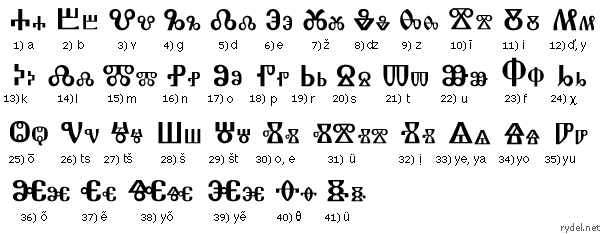 Ⰰⰰ Ⰱⰱ Ⰲⰲ Ⰳⰳ Ⰴⰴ Ⰵⰵ Ⰶⰶ Ⰷⰷ Ⰸⰸ Ⰺⰺ Ⰻⰻ Ⰼⰼ
1) a 2) b 3) v 4) g 5) d 6) e 7) ž 8) dz 9) z 10) ī 11) i 12) ď, y
Ⰽⰽ Ⰾⰾ Ⰿⰿ Ⱀⱀ Ⱁⱁ Ⱂⱂ Ⱃⱃ Ⱄⱄ Ⱅⱅ Ⱆⱆ Ⱇⱇ Ⱈⱈ
13) k 14) l 15) m 16) n 17) o 18) p 19) r 20) s 21) t 22) u 23) f 24) χ
Ⱉⱉ Ⱌⱌ Ⱍⱍ Ⱎⱎ Ⱋⱋ Ⱏⱏ ⰟⰊⱏⰺ Ⱐⱐ Ⱑⱑ Ⱖⱖ Ⱓⱓ
25) ō 26) ts 27) tš 28) š 29) št 30) o, e 31) ü 32) ị 33) ye, ya 34) yo 35) yu
Ⱘⱘ Ⱔⱔ Ⱙⱙ Ⱗⱗ Ⱚⱚ Ⱛⱛ
36) õ 37) ẽ 38) yõ 39) yẽ 40) θ 41) ü
rydel.net